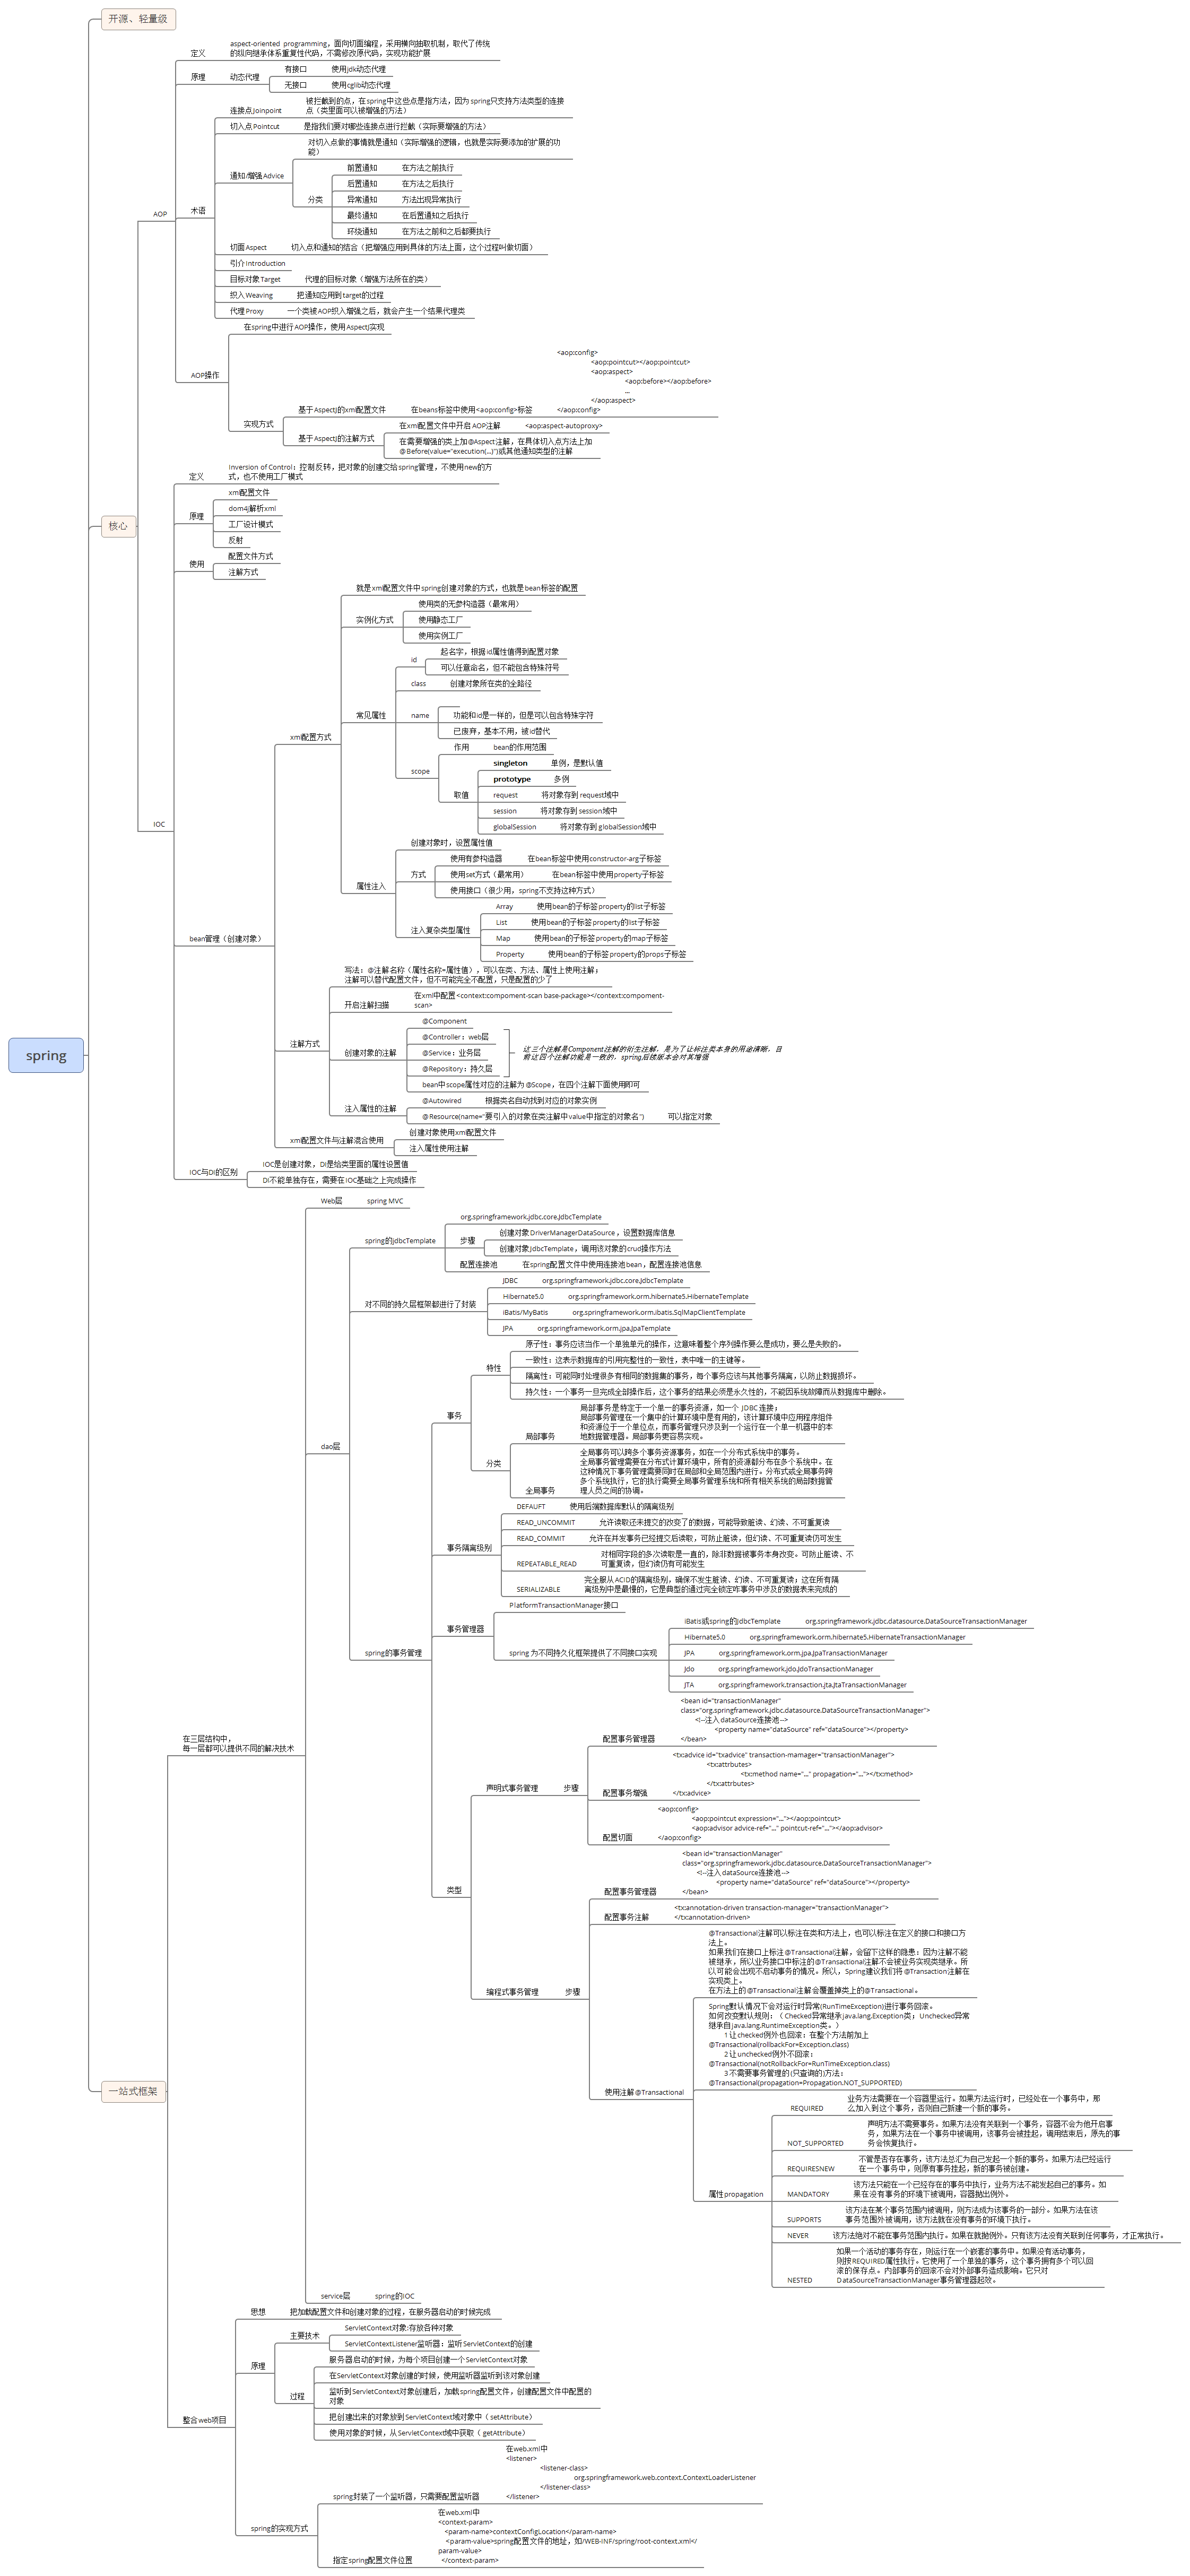 spring
开源、轻量级
核心
AOP
定义
aspect-oriented programming，面向切面编程，采用横向抽取机制，取代了传统
的纵向继承体系重复性代码，不需修改原代码，实现功能扩展
原理
动态代理
有接口
使用jdk动态代理
无接口
使用cglib动态代理
术语
连接点Joinpoint
被拦截到的点，在spring中这些点是指方法，因为spring只支持方法类型的连接
点（类里面可以被增强的方法）
切入点Pointcut
是指我们要对哪些连接点进行拦截（实际要增强的方法）
通知/增强Advice
对切入点做的事情就是通知（实际增强的逻辑，也就是实际要添加的扩展的功
能）
分类
前置通知
在方法之前执行
后置通知
在方法之后执行
异常通知
方法出现异常执行
最终通知
在后置通知之后执行
环绕通知
在方法之前和之后都要执行
切面Aspect
切入点和通知的结合（把增强应用到具体的方法上面，这个过程叫做切面）
引介Introduction
目标对象Target
代理的目标对象（增强方法所在的类）
织入Weaving
把通知应用到target的过程
代理Proxy
一个类被AOP织入增强之后，就会产生一个结果代理类
AOP操作
在spring中进行AOP操作，使用AspectJ实现
实现方式
基于AspectJ的xml配置文件
在beans标签中使用<aop:config>标签
<aop:config>
<aop:pointcut></aop:pointcut>
<aop:aspect>
<aop:before></aop:before>
...
</aop:aspect>
</aop:config>
基于AspectJ的注解方式
在xml配置文件中开启AOP注解
<aop:aspect-autoproxy>
在需要增强的类上加@Aspect注解，在具体切入点方法上加
@Before(value="execution(...)")或其他通知类型的注解
IOC
定义
Inversion of Control：控制反转，把对象的创建交给spring管理，不使用new的方
式，也不使用工厂模式
原理
xml配置文件
dom4j解析xml
工厂设计模式
反射
使用
配置文件方式
注解方式
bean管理（创建对象）
xml配置方式
就是xml配置文件中spring创建对象的方式，也就是bean标签的配置
实例化方式
使用类的无参构造器（最常用）
使用静态工厂
使用实例工厂
常见属性
id
起名字，根据id属性值得到配置对象
可以任意命名，但不能包含特殊符号
class
创建对象所在类的全路径
name
功能和id是一样的，但是可以包含特殊字符
已废弃，基本不用，被id替代
scope
作用
bean的作用范围
取值
singleton
单例，是默认值
prototype
多例
request
将对象存到request域中
session
将对象存到session域中
globalSession
将对象存到globalSession域中
属性注入
创建对象时，设置属性值
方式
使用有参构造器
在bean标签中使用constructor-arg子标签
使用set方式（最常用）
在bean标签中使用property子标签
使用接口（很少用，spring不支持这种方式）
注入复杂类型属性
Array
使用bean的子标签property的list子标签
List
使用bean的子标签property的list子标签
Map
使用bean的子标签property的map子标签
Property
使用bean的子标签property的props子标签
注解方式
写法：@注解名称（属性名称=属性值），可以在类、方法、属性上使用注解；
注解可以替代配置文件，但不可能完全不配置，只是配置的少了
开启注解扫描
在xml中配置<context:compoment-scan base-package></context:compoment-
scan>
创建对象的注解
@Component
@Controller：web层
@Service：业务层
@Repository：持久层
这三个注解是Component注解的衍生注解，是为了让标注类本身的用途清晰，目
前这四个注解功能是一致的，spring后续版本会对其增强
bean中scope属性对应的注解为@Scope，在四个注解下面使用即可
注入属性的注解
@Autowired
根据类名自动找到对应的对象实例
@Resource(name="要引入的对象在类注解中value中指定的对象名")
可以指定对象
xml配置文件与注解混合使用
创建对象使用xml配置文件
注入属性使用注解
IOC与DI的区别
IOC是创建对象，DI是给类里面的属性设置值
DI不能单独存在，需要在IOC基础之上完成操作
一站式框架
在三层结构中，
每一层都可以提供不同的解决技术
Web层
spring MVC
dao层
spring的jdbcTemplate
org.springframework.jdbc.core.JdbcTemplate
步骤
创建对象DriverManagerDataSource，设置数据库信息
创建对象JdbcTemplate，调用该对象的crud操作方法
配置连接池
在spring配置文件中使用连接池bean，配置连接池信息
对不同的持久层框架都进行了封装
JDBC
org.springframework.jdbc.core.JdbcTemplate
Hibernate5.0
org.springframework.orm.hibernate5.HibernateTemplate
iBatis/MyBatis
org.springframework.orm.ibatis.SqlMapClientTemplate
JPA
org.springframework.orm.jpa.JpaTemplate
spring的事务管理
事务
特性
原子性：事务应该当作一个单独单元的操作，这意味着整个序列操作要么是成功，要么是失败的。
一致性：这表示数据库的引用完整性的一致性，表中唯一的主键等。
隔离性：可能同时处理很多有相同的数据集的事务，每个事务应该与其他事务隔离，以防止数据损坏。
持久性：一个事务一旦完成全部操作后，这个事务的结果必须是永久性的，不能因系统故障而从数据库中删除。
分类
局部事务
局部事务是特定于一个单一的事务资源，如一个 JDBC 连接；
局部事务管理在一个集中的计算环境中是有用的，该计算环境中应用程序组件
和资源位于一个单位点，而事务管理只涉及到一个运行在一个单一机器中的本
地数据管理器。局部事务更容易实现。
全局事务
全局事务可以跨多个事务资源事务，如在一个分布式系统中的事务。
全局事务管理需要在分布式计算环境中，所有的资源都分布在多个系统中。在
这种情况下事务管理需要同时在局部和全局范围内进行。分布式或全局事务跨
多个系统执行，它的执行需要全局事务管理系统和所有相关系统的局部数据管
理人员之间的协调。
事务隔离级别
DEFAUFT
使用后端数据库默认的隔离级别
READ_UNCOMMIT
允许读取还未提交的改变了的数据，可能导致脏读、幻读、不可重复读
READ_COMMIT
允许在并发事务已经提交后读取，可防止脏读，但幻读、不可重复读仍可发生
REPEATABLE_READ
对相同字段的多次读取是一直的，除非数据被事务本身改变。可防止脏读、不
可重复读，但幻读仍有可能发生
SERIALIZABLE
完全服从ACID的隔离级别，确保不发生脏读、幻读、不可重复读；这在所有隔
离级别中是最慢的，它是典型的通过完全锁定咋事务中涉及的数据表来完成的
事务管理器
PlatformTransactionManager接口
spring 为不同持久化框架提供了不同接口实现
iBatis或spring的JdbcTemplate
org.springframework.jdbc.datasource.DataSourceTransactionManager
Hibernate5.0
org.springframework.orm.hibernate5.HibernateTransactionManager
JPA
org.springframework.orm.jpa.JpaTransactionManager
Jdo
org.springframework.jdo.JdoTransactionManager
JTA
org.springframework.transaction.jta.JtaTransactionManager
类型
声明式事务管理
步骤
配置事务管理器
<bean id="transactionManager"
class="org.springframework.jdbc.datasource.DataSourceTransactionManager">
<!--注入dataSource连接池-->
<property name="dataSource" ref="dataSource"></property>
</bean>
配置事务增强
<tx:advice id="txadvice" transaction-mamager="transactionManager">
<tx:attrbutes>
<tx:method name="..." propagation="..."></tx:method>
</tx:attrbutes>
</tx:advice>
配置切面
<aop:config>
<aop:pointcut expression="..."></aop:pointcut>
<aop:advisor advice-ref="..." pointcut-ref="..."></aop:advisor>
</aop:config>
编程式事务管理
步骤
配置事务管理器
<bean id="transactionManager"
class="org.springframework.jdbc.datasource.DataSourceTransactionManager">
<!--注入dataSource连接池-->
<property name="dataSource" ref="dataSource"></property>
</bean>
配置事务注解
<tx:annotation-driven transaction-manager="transactionManager">
</tx:annotation-driven>
使用注解@Transactional
@Transactional注解可以标注在类和方法上，也可以标注在定义的接口和接口方
法上。
如果我们在接口上标注@Transactional注解，会留下这样的隐患：因为注解不能
被继承，所以业务接口中标注的@Transactional注解不会被业务实现类继承。所
以可能会出现不启动事务的情况。所以，Spring建议我们将@Transaction注解在
实现类上。
在方法上的@Transactional注解会覆盖掉类上的@Transactional。
Spring默认情况下会对运行时异常(RunTimeException)进行事务回滚。
如何改变默认规则：（ Checked异常继承java.lang.Exception类；Unchecked异常
继承自java.lang.RuntimeException类。）
1 让checked例外也回滚：在整个方法前加上
@Transactional(rollbackFor=Exception.class)
2 让unchecked例外不回滚：
@Transactional(notRollbackFor=RunTimeException.class)
3 不需要事务管理的(只查询的)方法：
@Transactional(propagation=Propagation.NOT_SUPPORTED)
属性propagation
REQUIRED
业务方法需要在一个容器里运行。如果方法运行时，已经处在一个事务中，那
么加入到这个事务，否则自己新建一个新的事务。
NOT_SUPPORTED
声明方法不需要事务。如果方法没有关联到一个事务，容器不会为他开启事
务，如果方法在一个事务中被调用，该事务会被挂起，调用结束后，原先的事
务会恢复执行。
REQUIRESNEW
不管是否存在事务，该方法总汇为自己发起一个新的事务。如果方法已经运行
在一个事务中，则原有事务挂起，新的事务被创建。
MANDATORY
该方法只能在一个已经存在的事务中执行，业务方法不能发起自己的事务。如
果在没有事务的环境下被调用，容器抛出例外。
SUPPORTS
该方法在某个事务范围内被调用，则方法成为该事务的一部分。如果方法在该
事务范围外被调用，该方法就在没有事务的环境下执行。
NEVER
该方法绝对不能在事务范围内执行。如果在就抛例外。只有该方法没有关联到任何事务，才正常执行。
NESTED
如果一个活动的事务存在，则运行在一个嵌套的事务中。如果没有活动事务，
则按REQUIRED属性执行。它使用了一个单独的事务，这个事务拥有多个可以回
滚的保存点。内部事务的回滚不会对外部事务造成影响。它只对
DataSourceTransactionManager事务管理器起效。
service层
spring的IOC
整合web项目
思想
把加载配置文件和创建对象的过程，在服务器启动的时候完成
原理
主要技术
ServletContext对象:存放各种对象
ServletContextListener监听器：监听ServletContext的创建
过程
服务器启动的时候，为每个项目创建一个ServletContext对象
在ServletContext对象创建的时候，使用监听器监听到该对象创建
监听到ServletContext对象创建后，加载spring配置文件，创建配置文件中配置的
对象
把创建出来的对象放到ServletContext域对象中（setAttribute）
使用对象的时候，从ServletContext域中获取（getAttribute）
spring的实现方式
spring封装了一个监听器，只需要配置监听器
在web.xml中
<listener>
<listener-class>
org.springframework.web.context.ContextLoaderListener
</listener-class>
</listener>
指定spring配置文件位置
在web.xml中
<context-param>
<param-name>contextConfigLocation</param-name>
<param-value>spring配置文件的地址，如/WEB-INF/spring/root-context.xml</
param-value>
</context-param>